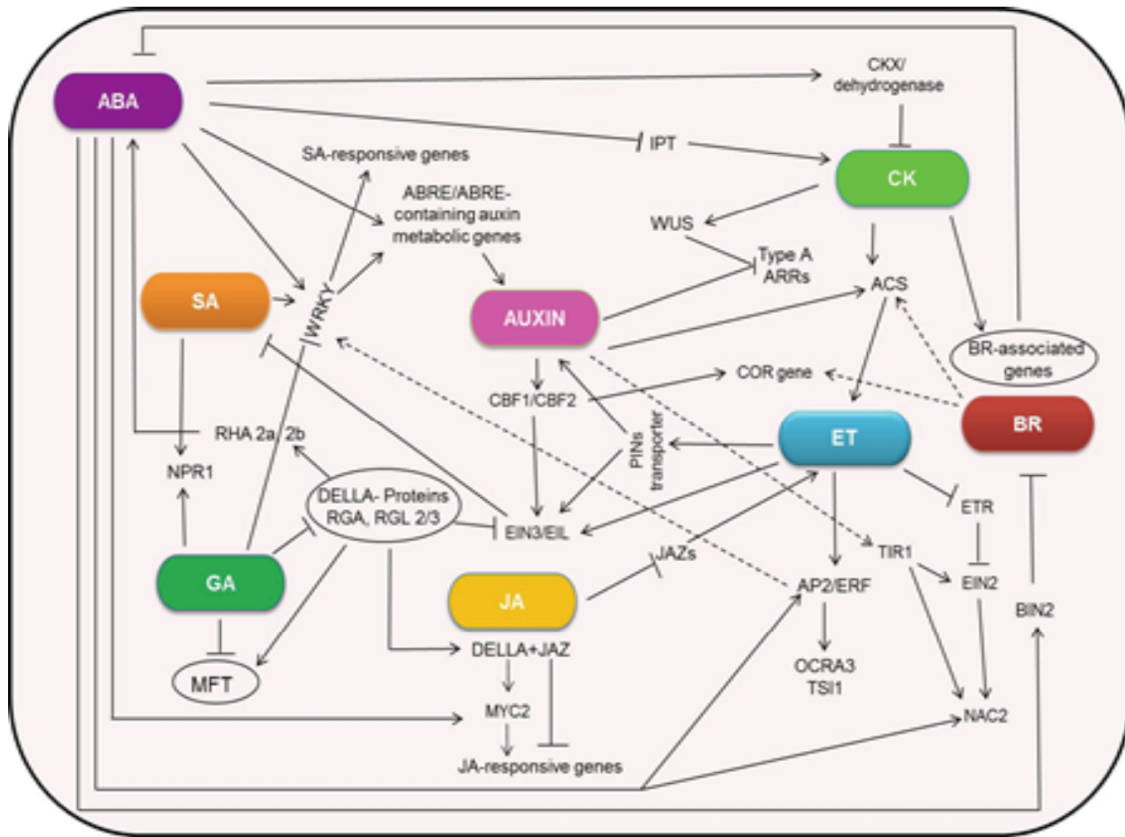 ABA
CKX/
dehydrogenase
IPT
SA-responsive genes
CK
ABRE/ABRE-
containing auxin
metabolic genes
WUS
Type A
ARRs
SA
WRKY
AUXIN
ACS
BR-associated
genes
COR gene
CBF1/CBF2
BR
RHA 2a, 2b
PINs
transporter
ET
NPR1
DELLA- Proteins
RGA, RGL 2/3
ETR
EIN3/EIL
JAZs
TIR1
GA
AP2/ERF
EIN2
JA
BIN2
DELLA+JAZ
OCRA3
TSI1
MFT
MYC2
NAC2
JA-responsive genes